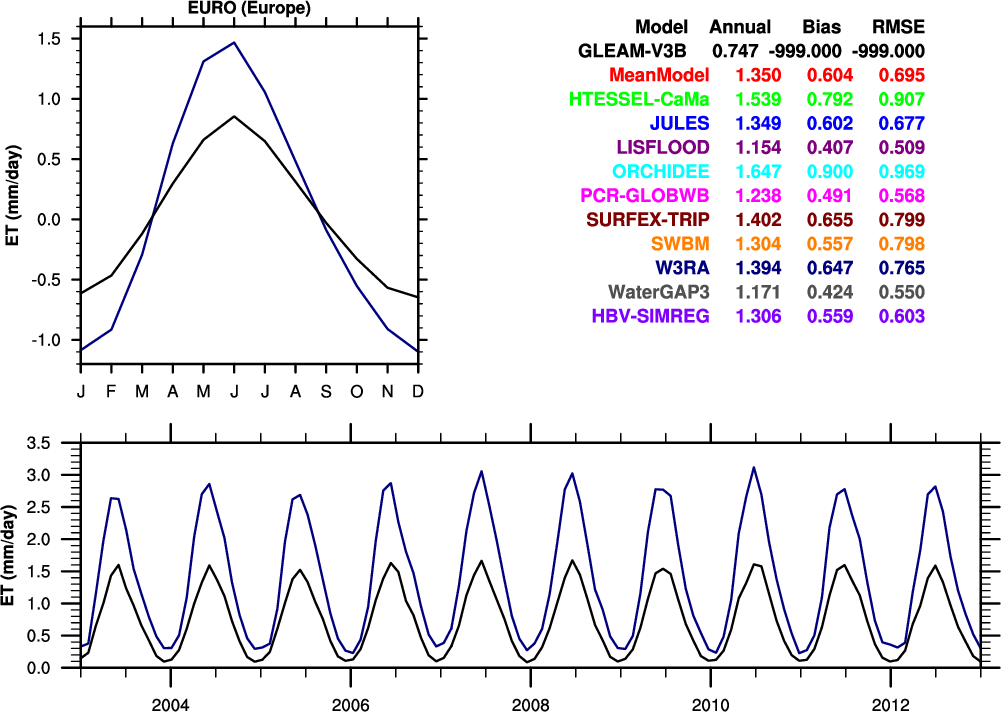 EURO (Europe)
ET (mm/day)
1.5
1.0
0.5
0.0
-0.5
-1.0
J F M A M J J A S O N D
Model Annual Bias RMSE
GLEAM-V3B 0.747 -999.000 -999.000
MeanModel 1.350 0.604 0.695
HTESSEL-CaMa 1.539 0.792 0.907
JULES 1.349 0.602 0.677
LISFLOOD 1.154 0.407 0.509
ORCHIDEE 1.647 0.900 0.969
PCR-GLOBWB 1.238 0.491 0.568
SURFEX-TRIP 1.402 0.655 0.799
SWBM 1.304 0.557 0.798
W3RA 1.394 0.647 0.765
WaterGAP3 1.171 0.424 0.550
HBV-SIMREG 1.306 0.559 0.603
ET (mm/day)
3.5
3.0
2.5
2.0
1.5
1.0
0.5
0.0
2004 2006 2008 2010 2012